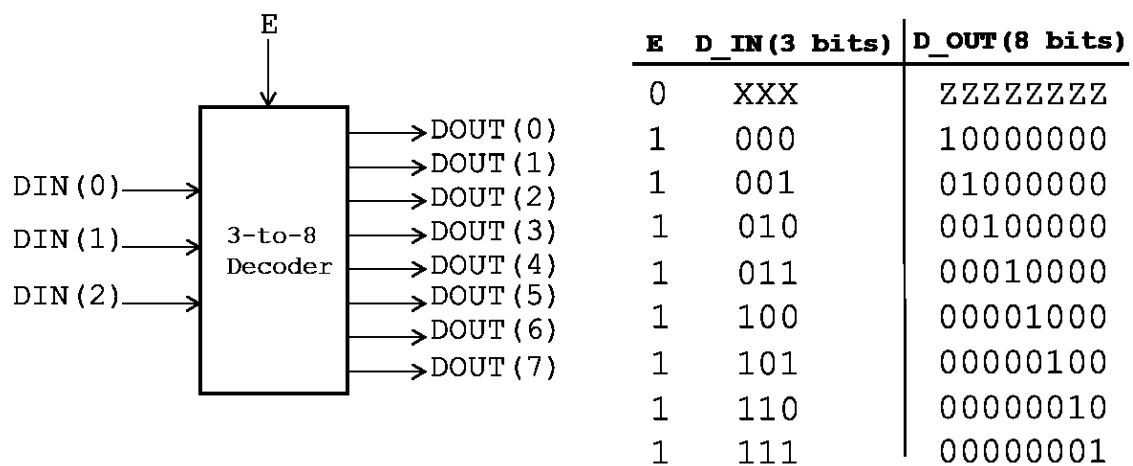 E
DIN(0)
DIN(1)
DIN(2)
3-to-8
Decoder
DOUT(0)
DOUT(1)
DOUT(2)
DOUT(3)
DOUT(4)
DOUT(5)
DOUT(6)
DOUT(7)
E D_IN(3 bits) D_OUT(8 bits)
0 XXX ZZZZZZZZ
1 000 10000000
1 001 01000000
1 010 00100000
1 011 00010000
1 100 00001000
1 101 00000100
1 110 00000010
1 111 00000001